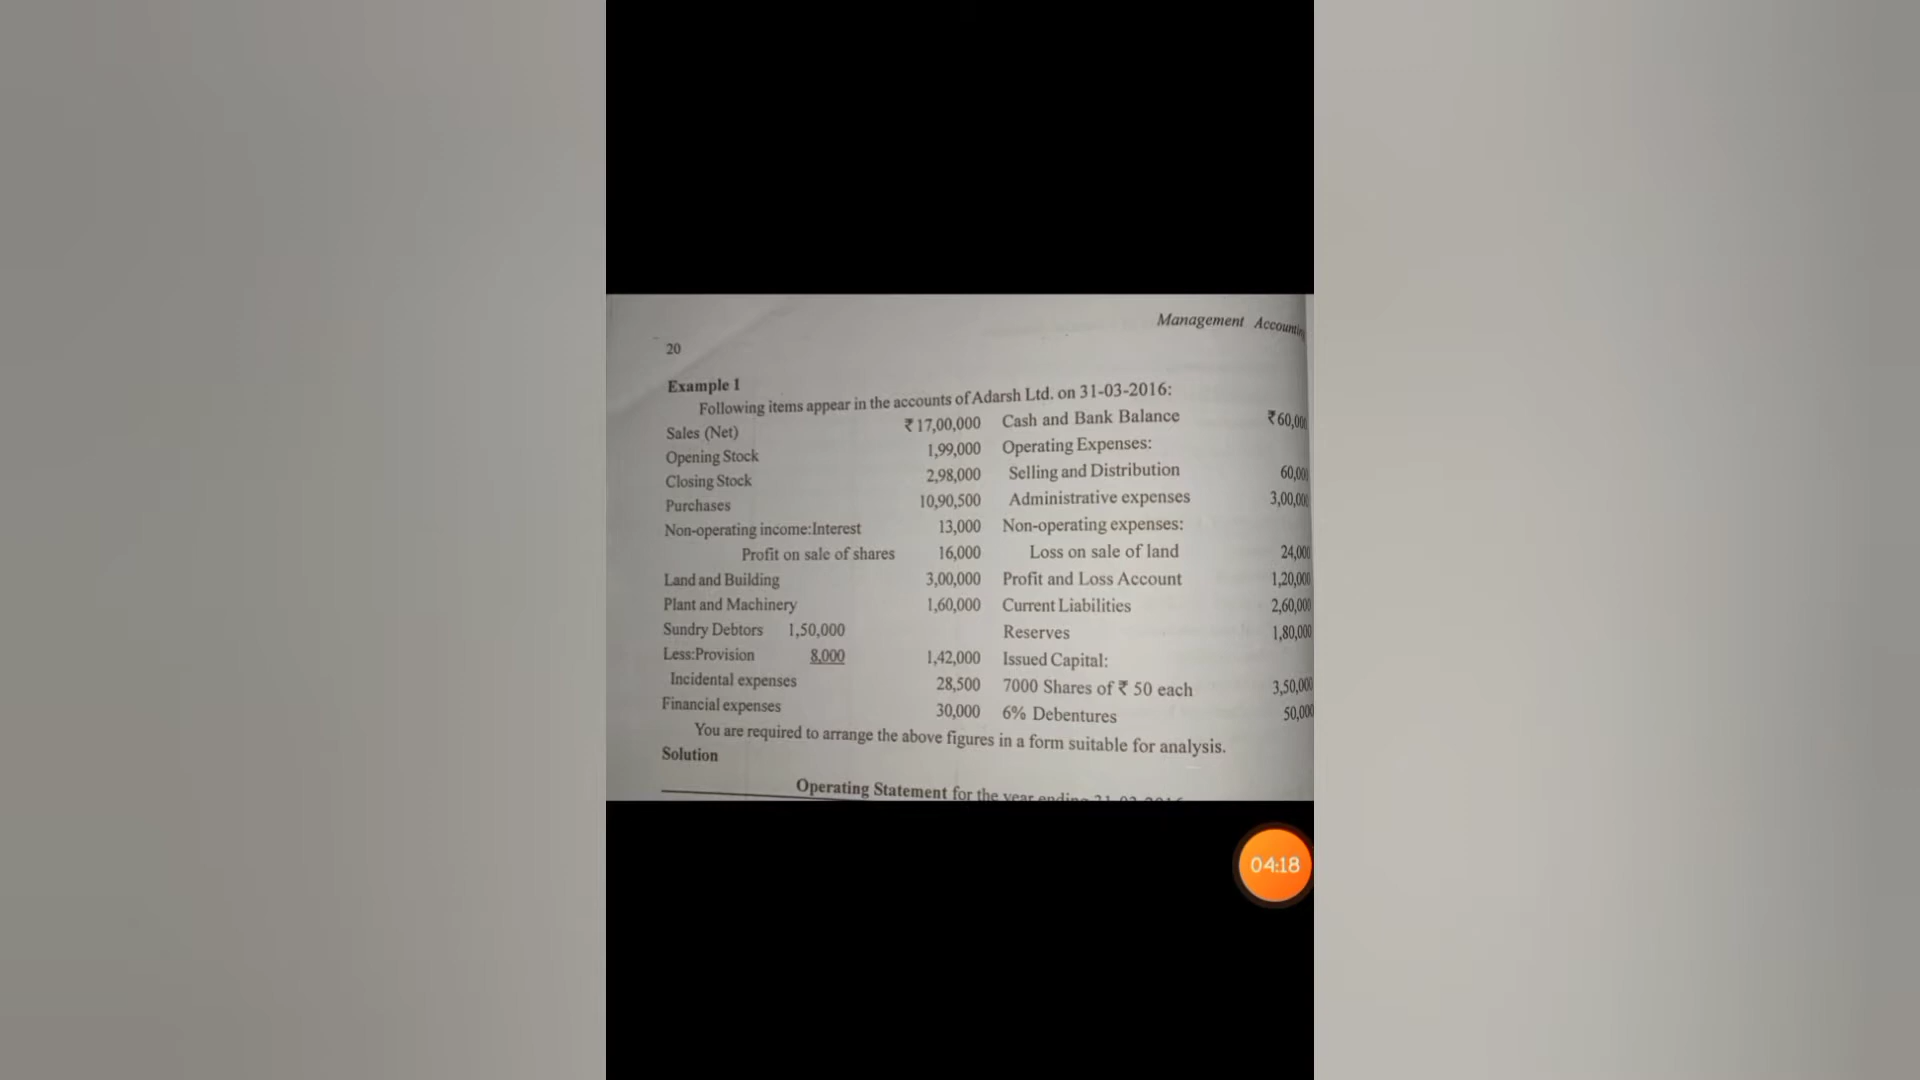 Management Accounting
20
Example 1
Following items appear in the accounts of Adarsh Ltd. on 31-03-2016:
Sales (Net) ₹17,00,000 Cash and Bank Balance ₹60,000
Opening Stock 1,99,000 Operating Expenses:
Closing Stock 2,98,000 Selling and Distribution 60,000
Purchases 10,90,500 Administrative expenses 3,00,000
Non-operating income:Interest 13,000 Non-operating expenses:
Profit on sale of shares 16,000 Loss on sale of land 24,000
Land and Building 3,00,000 Profit and Loss Account 1,20,000
Plant and Machinery 1,60,000 Current Liabilities 2,60,000
Sundry Debtors 1,50,000 Reserves 1,80,000
Less:Provision 8,000 1,42,000 Issued Capital:
Incidental expenses 28,500 7000 Shares of ₹ 50 each 3,50,000
Financial expenses 30,000 6% Debentures 50,000
You are required to arrange the above figures in a form suitable for analysis.
Solution
Operating Statement for the year ending 31-03-2016
04:18